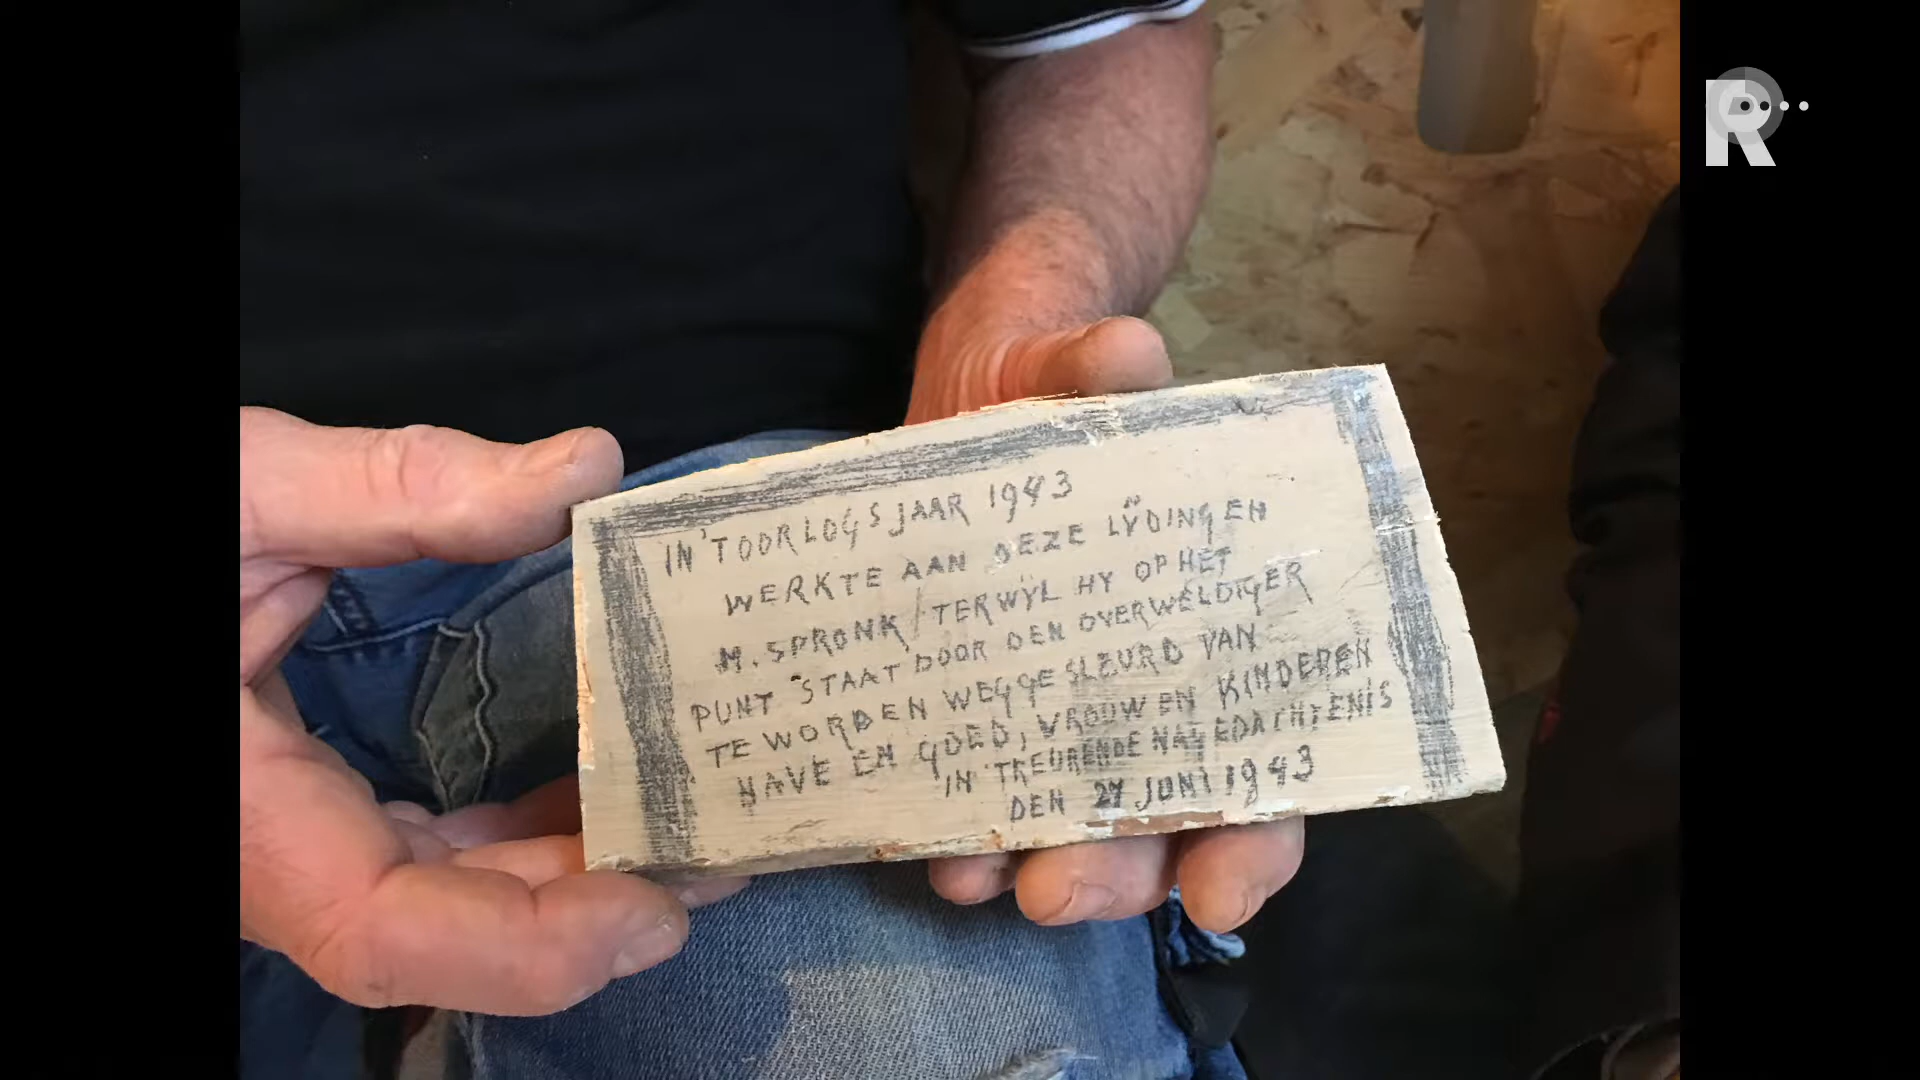 IN 'T OORLOGSJAAR 1943
WERKTE AAN DEZE LYDINGEN
M. SPRONK, TERWYL HY OP HET
PUNT STAAT DOOR DEN OVERWELDIGER
TE WORDEN WEGGESLEURD VAN
HAVE EN GOED, VROUW EN KINDEREN
IN TREURENDE NAGEDACHTENIS
DEN 27 JUNI 1943
R